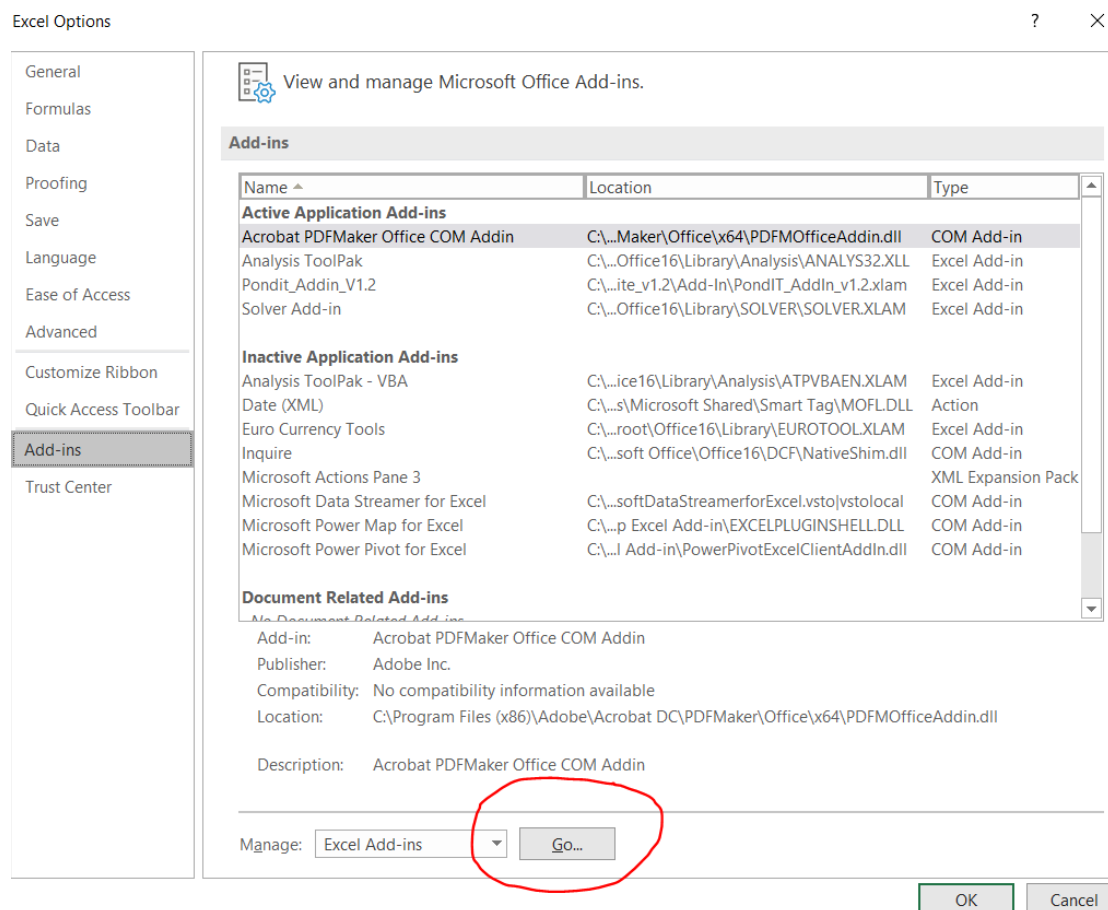 Excel Options
?
General
Formulas
Data
Proofing
Save
Language
Ease of Access
Advanced
Customize Ribbon
Quick Access Toolbar
Add-ins
Trust Center
View and manage Microsoft Office Add-ins.
Add-ins
Name Location Type
Active Application Add-ins
Acrobat PDFMaker Office COM Addin C:\...Maker\Office\x64\PDFMOfficeAddin.dll COM Add-in
Analysis ToolPak C:\...Office16\Library\Analysis\ANALYS32.XLL Excel Add-in
Pondit_Addin_V1.2 C:\...ite_v1.2\Add-In\PondIT_AddIn_v1.2.xlam Excel Add-in
Solver Add-in C:\...Office16\Library\SOLVER\SOLVER.XLAM Excel Add-in
Inactive Application Add-ins
Analysis ToolPak - VBA C:\...ice16\Library\Analysis\ATPVBAEN.XLAM Excel Add-in
Date (XML) C:\...s\Microsoft Shared\Smart Tag\MOFL.DLL Action
Euro Currency Tools C:\...root\Office16\Library\EUROTOOL.XLAM Excel Add-in
Inquire C:\...soft Office\Office16\DCF\NativeShim.dll COM Add-in
Microsoft Actions Pane 3 XML Expansion Pack
Microsoft Data Streamer for Excel C:\...softDataStreamerforExcel.vsto|vstolocal COM Add-in
Microsoft Power Map for Excel C:\...p Excel Add-in\EXCELPLUGINSHELL.DLL COM Add-in
Microsoft Power Pivot for Excel C:\...l Add-in\PowerPivotExcelClientAddIn.dll COM Add-in
Document Related Add-ins
No Document Related Add-ins
Add-in: Acrobat PDFMaker Office COM Addin
Publisher: Adobe Inc.
Compatibility: No compatibility information available
Location: C:\Program Files (x86)\Adobe\Acrobat DC\PDFMaker\Office\x64\PDFMOfficeAddin.dll
Description: Acrobat PDFMaker Office COM Addin
Manage: Excel Add-ins Go...
OK Cancel